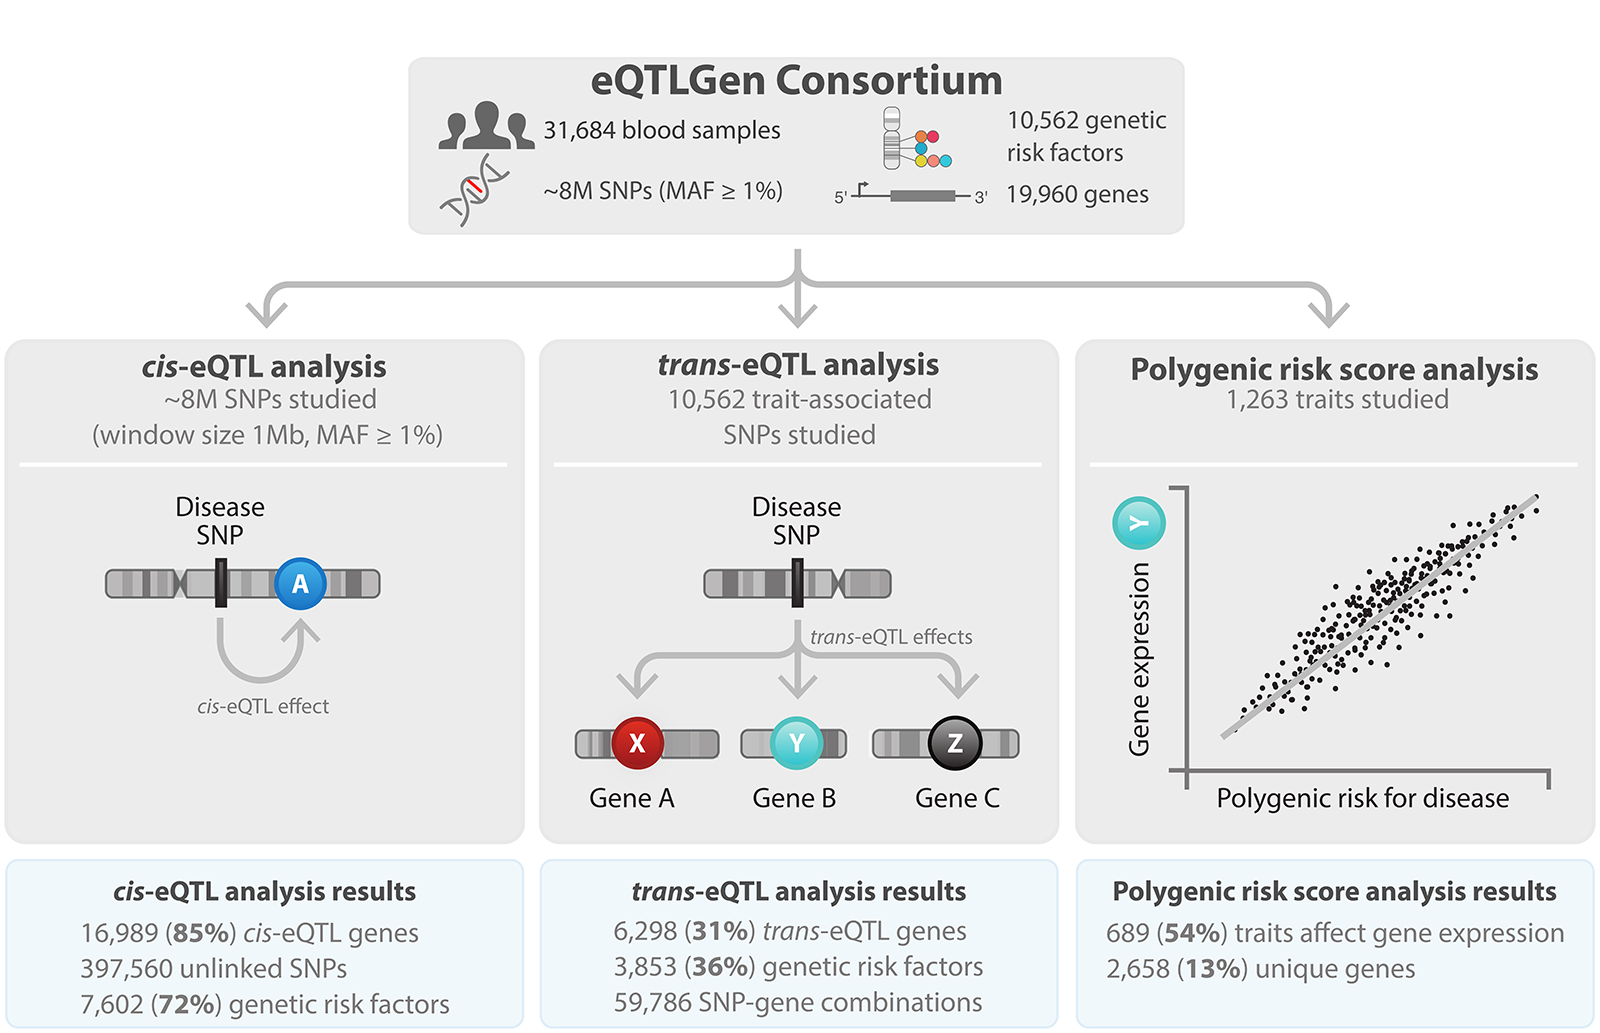 eQTLGen Consortium
31,684 blood samples
~8M SNPs (MAF ≥ 1%)
10,562 genetic
risk factors
5'
3'
19,960 genes
cis-eQTL analysis
~8M SNPs studied
(window size 1Mb, MAF ≥ 1%)
Disease
SNP
A
cis-eQTL effect
trans-eQTL analysis
10,562 trait-associated
SNPs studied
Disease
SNP
trans-eQTL effects
X
Y
Z
Gene A
Gene B
Gene C
Polygenic risk score analysis
1,263 traits studied
Y
Gene expression
Polygenic risk for disease
cis-eQTL analysis results
16,989 (85%) cis-eQTL genes
397,560 unlinked SNPs
7,602 (72%) genetic risk factors
trans-eQTL analysis results
6,298 (31%) trans-eQTL genes
3,853 (36%) genetic risk factors
59,786 SNP-gene combinations
Polygenic risk score analysis results
689 (54%) traits affect gene expression
2,658 (13%) unique genes